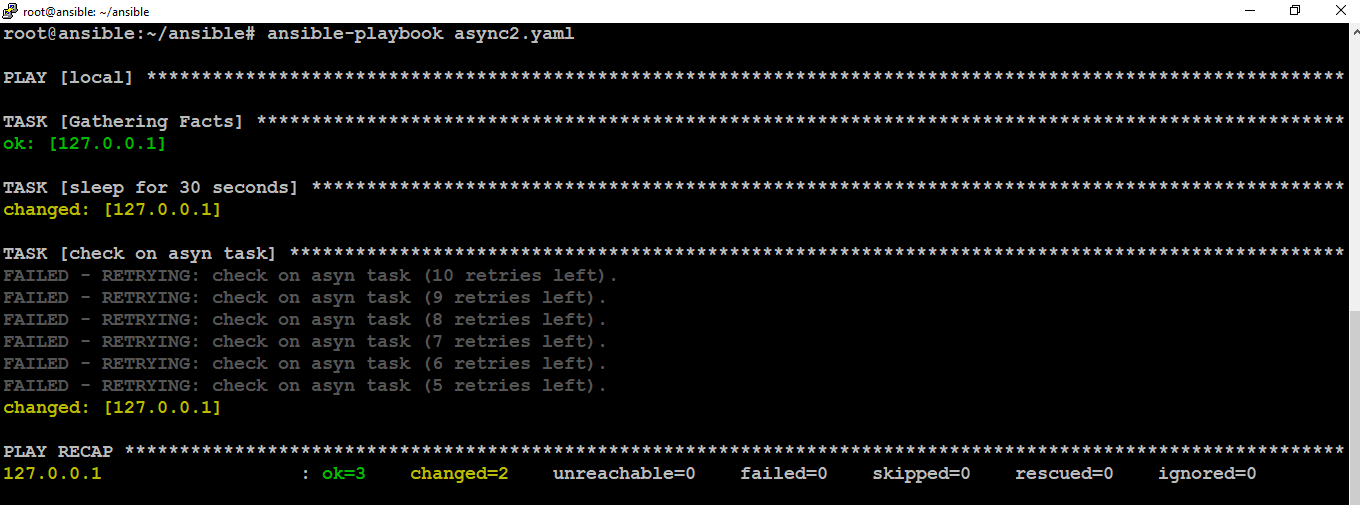 root@ansible: ~/ansible
root@ansible:~/ansible# ansible-playbook async2.yaml
PLAY [local] *************************************************************************************************************
TASK [Gathering Facts] ***************************************************************************************************
ok: [127.0.0.1]
TASK [sleep for 30 seconds] **********************************************************************************************
changed: [127.0.0.1]
TASK [check on asyn task] ************************************************************************************************
FAILED - RETRYING: check on asyn task (10 retries left).
FAILED - RETRYING: check on asyn task (9 retries left).
FAILED - RETRYING: check on asyn task (8 retries left).
FAILED - RETRYING: check on asyn task (7 retries left).
FAILED - RETRYING: check on asyn task (6 retries left).
FAILED - RETRYING: check on asyn task (5 retries left).
changed: [127.0.0.1]
PLAY RECAP ***************************************************************************************************************
127.0.0.1 : ok=3 changed=2 unreachable=0 failed=0 skipped=0 rescued=0 ignored=0